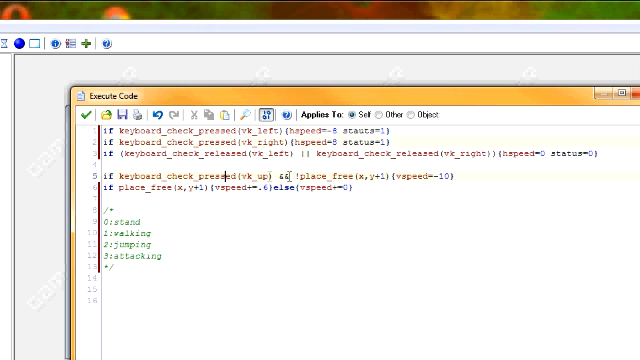 Execute Code
Applies To: Self Other Object
1 if keyboard_check_pressed(vk_left){hspeed=-8 stauts=1}
2 if keyboard_check_pressed(vk_right){hspeed=8 status=1}
3 if (keyboard_check_released(vk_left) || keyboard_check_released(vk_right)){hspeed=0 status=0}
4
5 if keyboard_check_pressed(vk_up) && !place_free(x,y+1){vspeed=-10}
6 if place_free(x,y+1){vspeed+=.6}else{vspeed+=0}
7
8 /*
9 0:stand
10 1:walking
11 2:jumping
12 3:attacking
13 */
14
15
16